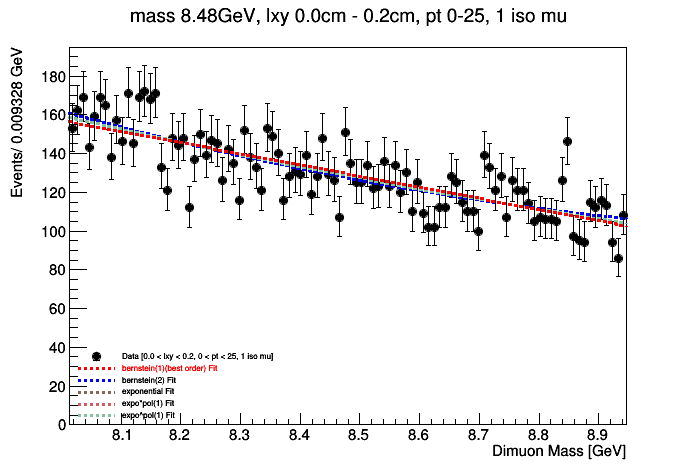 mass 8.48GeV, lxy 0.0cm - 0.2cm, pt 0-25, 1 iso mu
Events/ 0.009328 GeV
180
160
140
120
100
80
60
40
20
0
Data [0.0 < lxy < 0.2, 0 < pt < 25, 1 iso mu]
bernstein(1)(best order) Fit
bernstein(2) Fit
exponential Fit
expo*pol(1) Fit
expo^pol(1) Fit
8.1 8.2 8.3 8.4 8.5 8.6 8.7 8.8 8.9
Dimuon Mass [GeV]